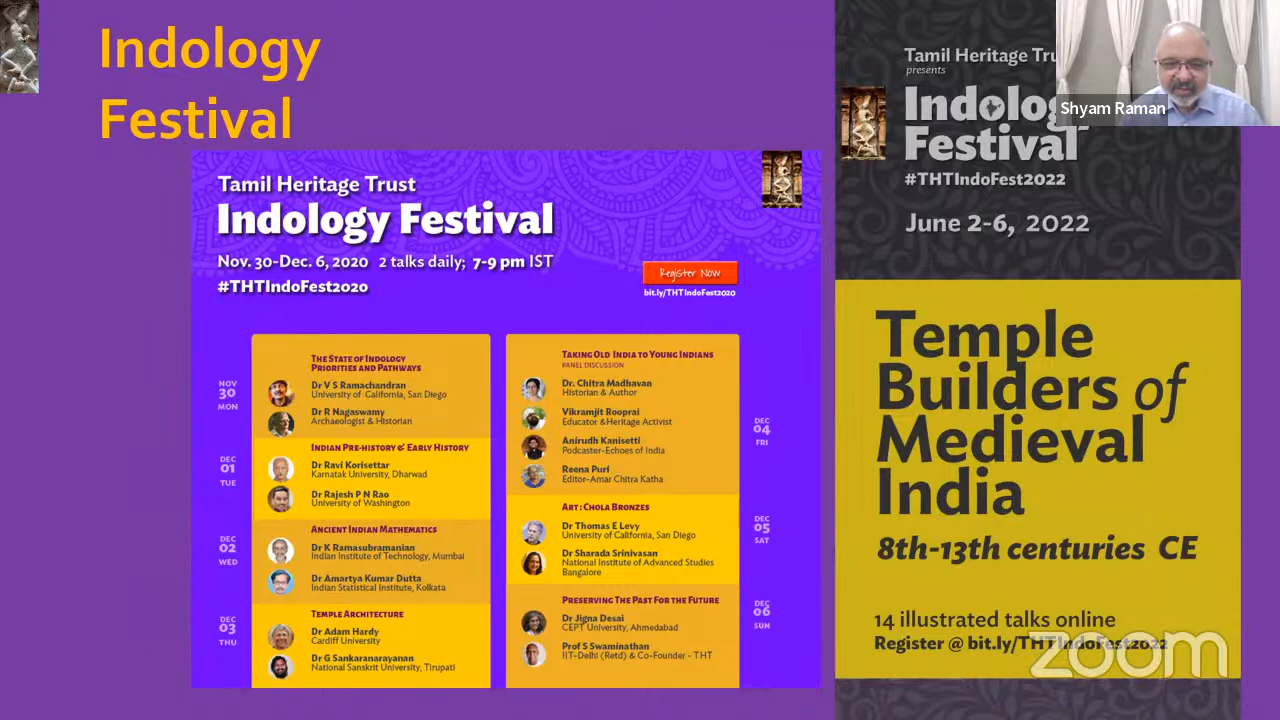 Indology
Festival
Tamil Heritage Trust
Indology Festival
Nov. 30-Dec. 6, 2020 2 talks daily; 7-9 pm IST
#THTIndoFest2020
Register Now
bit.ly/THTIndoFest2020
NOV
30
MON
THE STATE OF INDOLOGY
PRIORITIES AND PATHWAYS
Dr V S Ramachandran
University of California, San Diego
Dr R Nagaswamy
Archaeologist & Historian
DEC
01
TUE
INDIAN PRE-HISTORY & EARLY HISTORY
Dr Ravi Korisettar
Karnatak University, Dharwad
Dr Rajesh P N Rao
University of Washington
DEC
02
WED
ANCIENT INDIAN MATHEMATICS
Dr K Ramasubramanian
Indian Institute of Technology, Mumbai
Dr Amartya Kumar Dutta
Indian Statistical Institute, Kolkata
DEC
03
THU
TEMPLE ARCHITECTURE
Dr Adam Hardy
Cardiff University
Dr G Sankaranarayanan
National Sanskrit University, Tirupati
TAKING OLD INDIA TO YOUNG INDIANS
PANEL DISCUSSION
Dr. Chitra Madhavan
Historian & Author
Vikramjit Rooprai
Educator &Heritage Activist
Anirudh Kanisetti
Podcaster-Echoes of India
Reena Puri
Editor-Amar Chitra Katha
DEC
04
FRI
ART: CHOLA BRONZES
Dr Thomas E Levy
University of California, San Diego
Dr Sharada Srinivasan
National Institute of Advanced Studies
Bangalore
DEC
05
SAT
PRESERVING THE PAST FOR THE FUTURE
Dr Jigna Desai
CEPT University, Ahmedabad
Prof S Swaminathan
IIT-Delhi (Retd) & Co-Founder - THT
DEC
06
SUN
Tamil Heritage Tru
presents
Indology
Festival
#THTIndoFest2022
June 2-6, 2022
Shyam Raman
Temple
Builders of
Medieval
India
8th-13th centuries CE
14 illustrated talks online
Register @ bit.ly/THTIndoFest2022
zoom